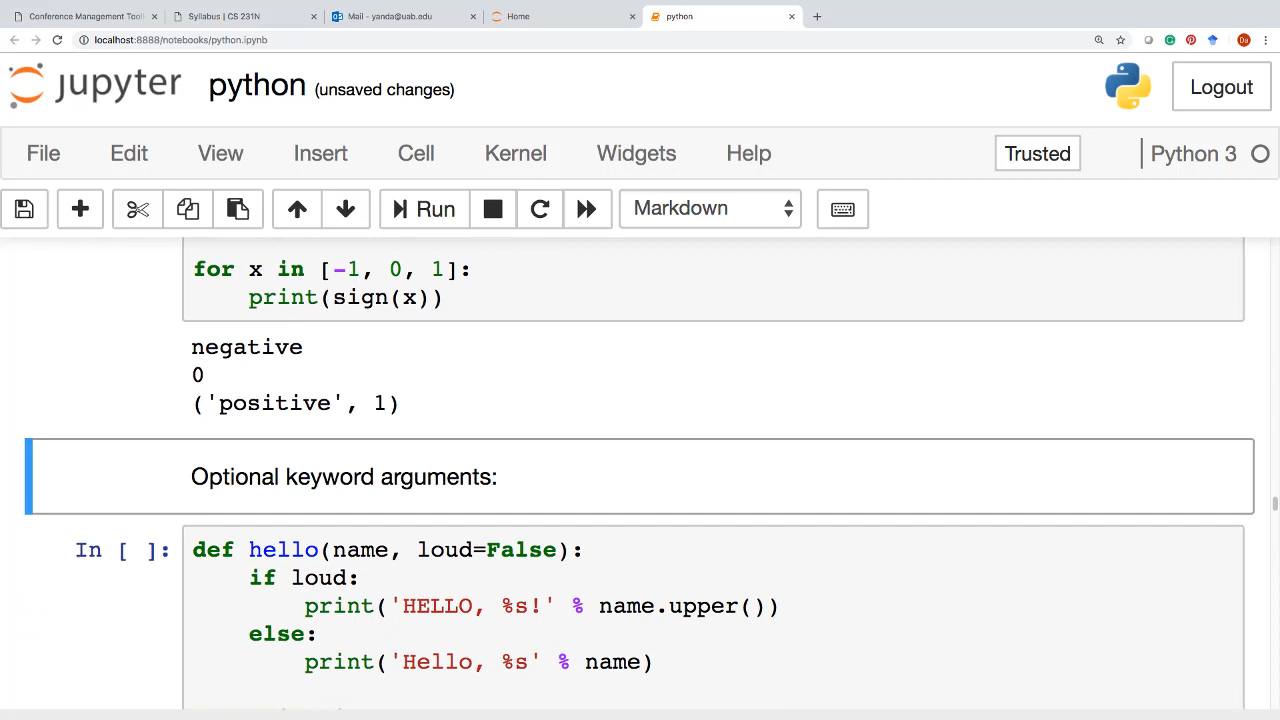 Conference Management Tool
Syllabus | CS 231N
Mail - yanda@uab.edu
Home
python
localhost:8888/notebooks/python.ipynb
Da
jupyter python (unsaved changes)
Logout
File Edit View Insert Cell Kernel Widgets Help Trusted Python 3
Run Markdown
for x in [-1, 0, 1]:
    print(sign(x))
negative
0
('positive', 1)
Optional keyword arguments:
In [ ]: def hello(name, loud=False):
    if loud:
        print('HELLO, %s!' % name.upper())
    else:
        print('Hello, %s' % name)